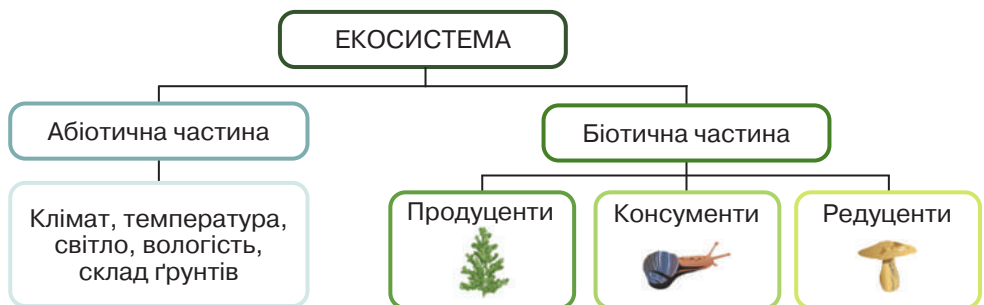 ЕКОСИСТЕМА
Абіотична частина
Біотична частина
Клімат, температура,
світло, вологість,
склад ґрунтів
Продуценти
Консументи
Редуценти